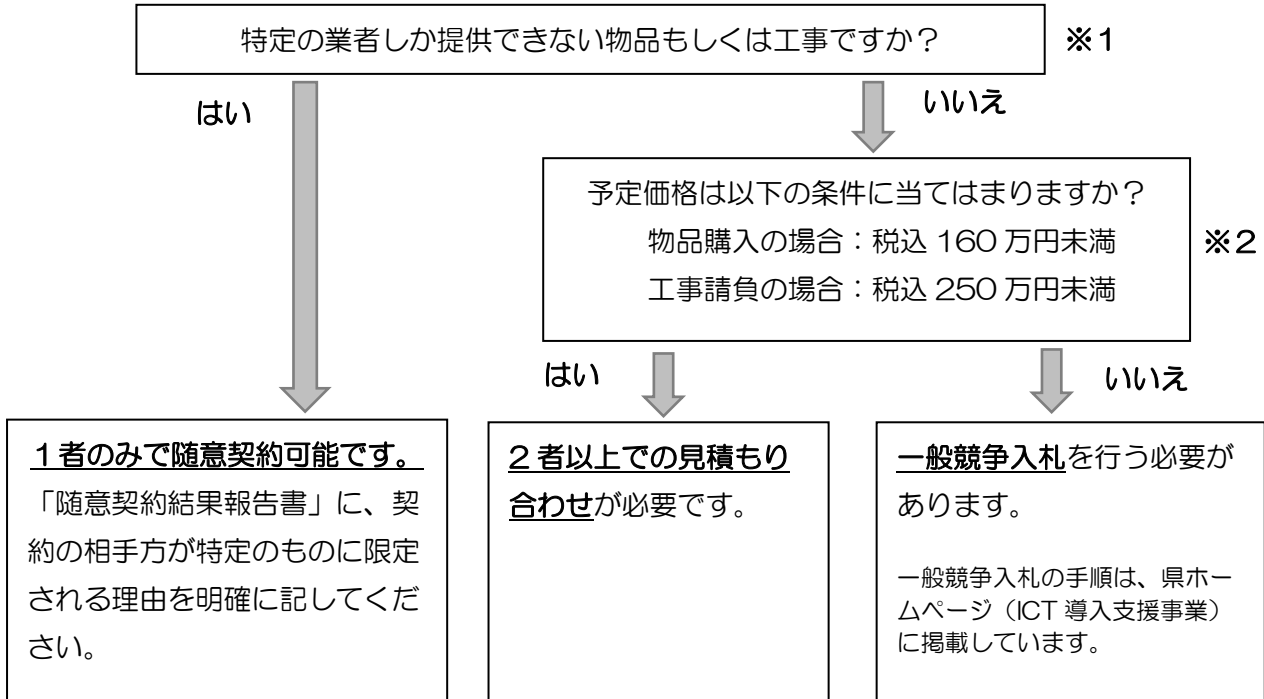 特定の業者しか提供できない物品もしくは工事ですか？
※1
はい
いいえ
予定価格は以下の条件に当てはまりますか？
物品購入の場合：税込 160 万円未満
工事請負の場合：税込 250 万円未満
※2
はい
いいえ
1 者のみで随意契約可能です。
「随意契約結果報告書」に、契
約の相手方が特定のものに限定
される理由を明確に記してくだ
さい。
2 者以上での見積もり
合わせが必要です。
一般競争入札を行う必要が
あります。
一般競争入札の手順は、県ホー
ムページ（ICT 導入支援事業）
に掲載しています。